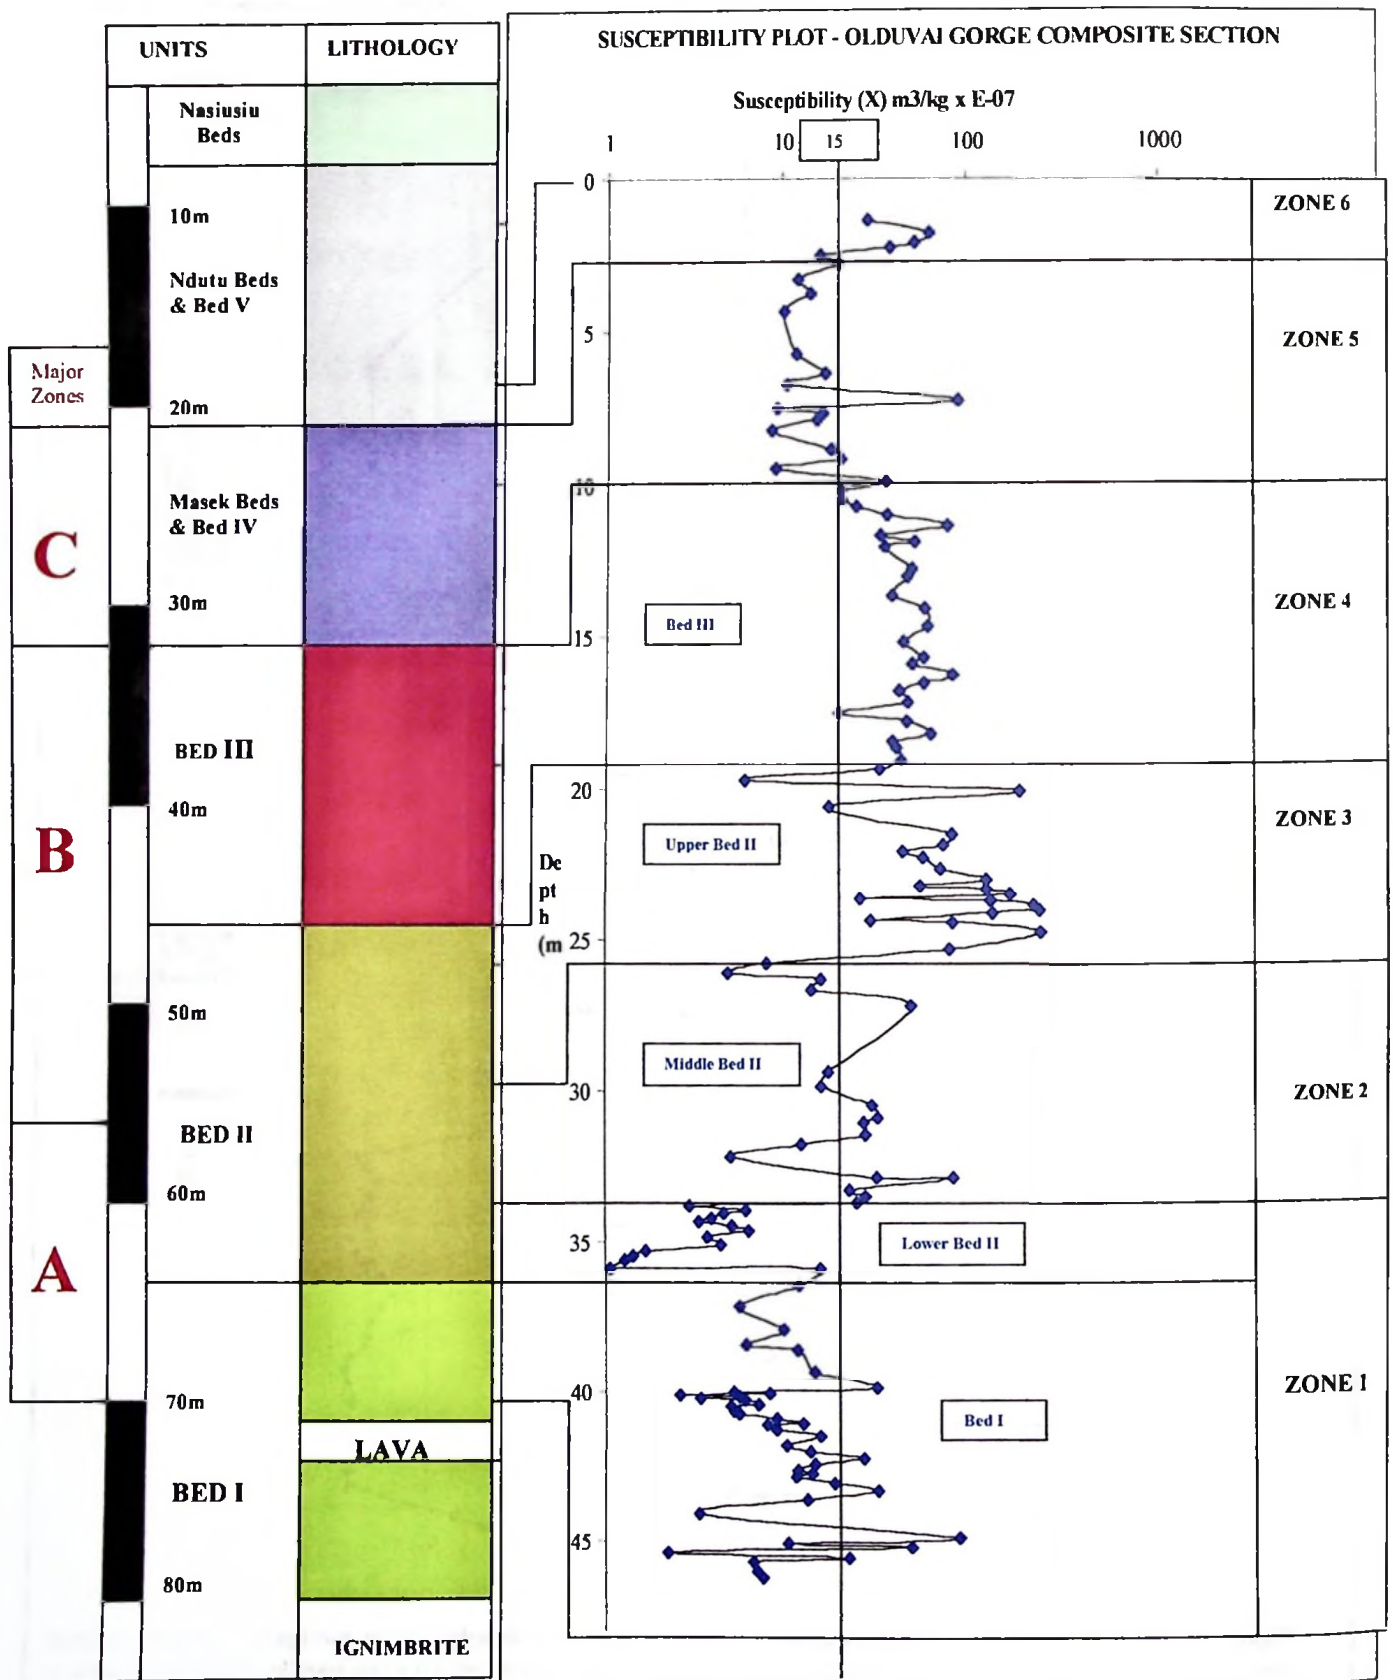 UNITS
LITHOLOGY
SUSCEPTIBILITY PLOT - OLDUVAI GORGE COMPOSITE SECTION
Susceptibility (X) m3/kg x E-07
1
10
15
100
1000
Nasiusiu
Beds
10m
Ndutu Beds
& Bed V
20m
Major
Zones
C
Masek Beds
& Bed IV
30m
B
BED III
40m
50m
BED II
60m
A
70m
LAVA
BED I
80m
IGNIMBRITE
De
pt
h
(m
0
5
10
15
20
25
30
35
40
45
Bed III
Upper Bed II
Middle Bed II
Lower Bed II
Bed I
ZONE 6
ZONE 5
ZONE 4
ZONE 3
ZONE 2
ZONE 1